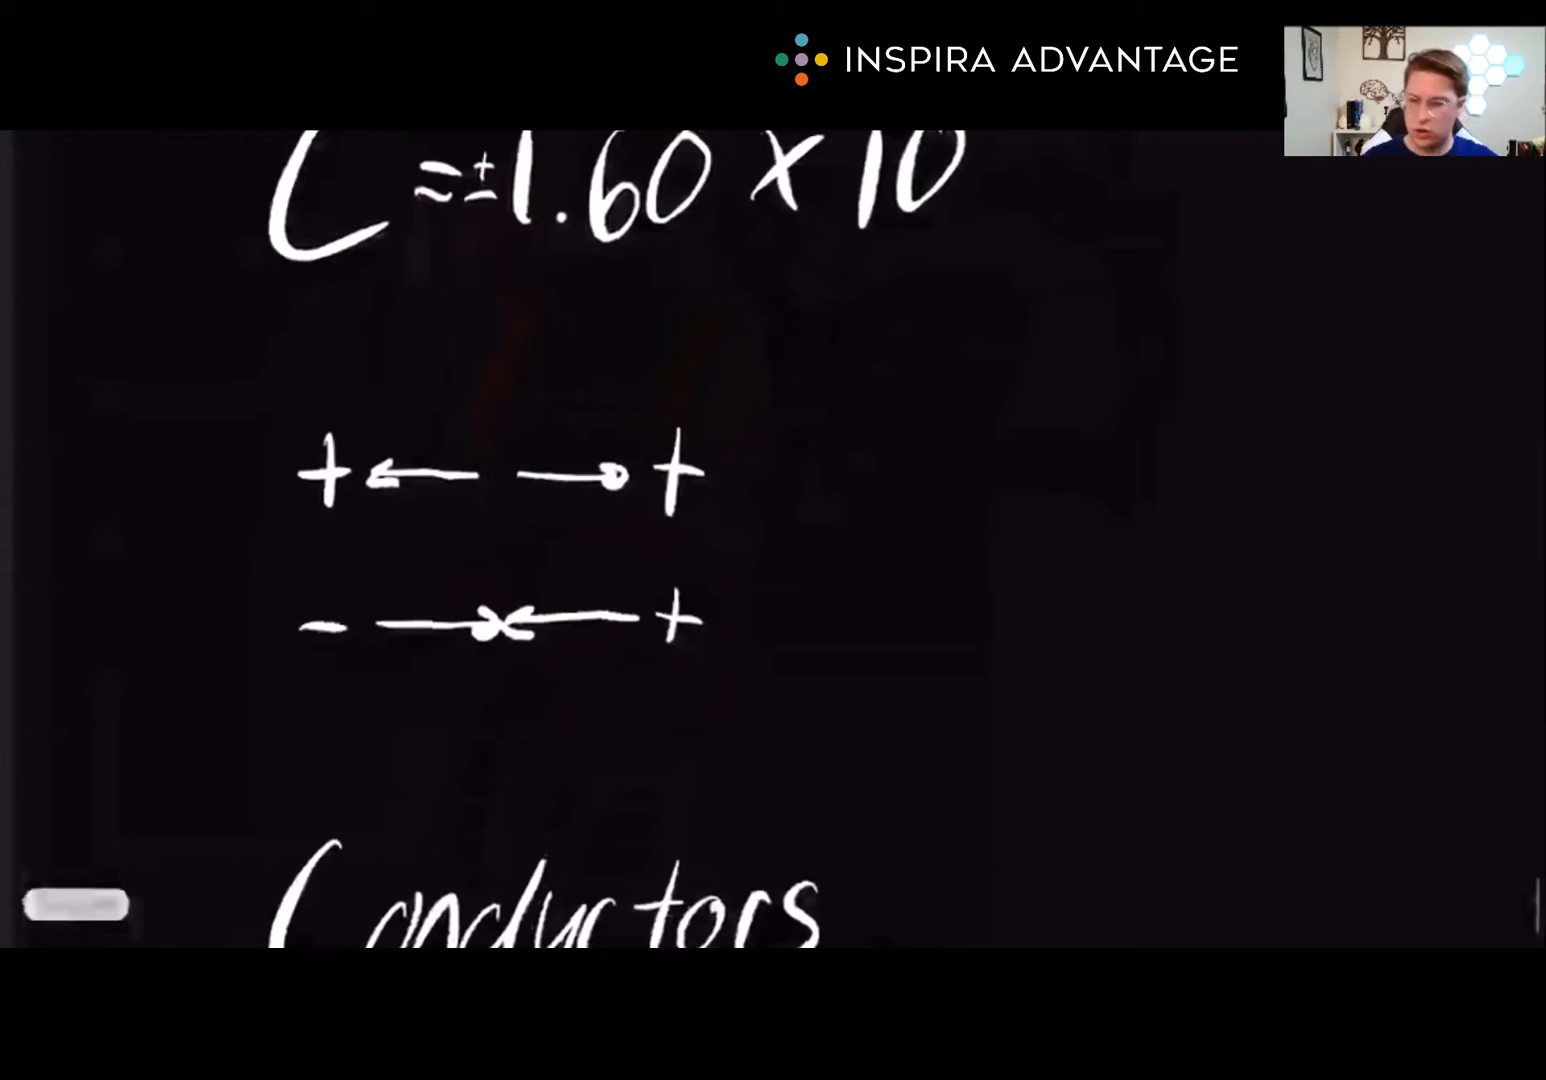 INSPIRA ADVANTAGE
C ≈ ± 1.60 × 10
+ ← → +
- → ← +
Conductors